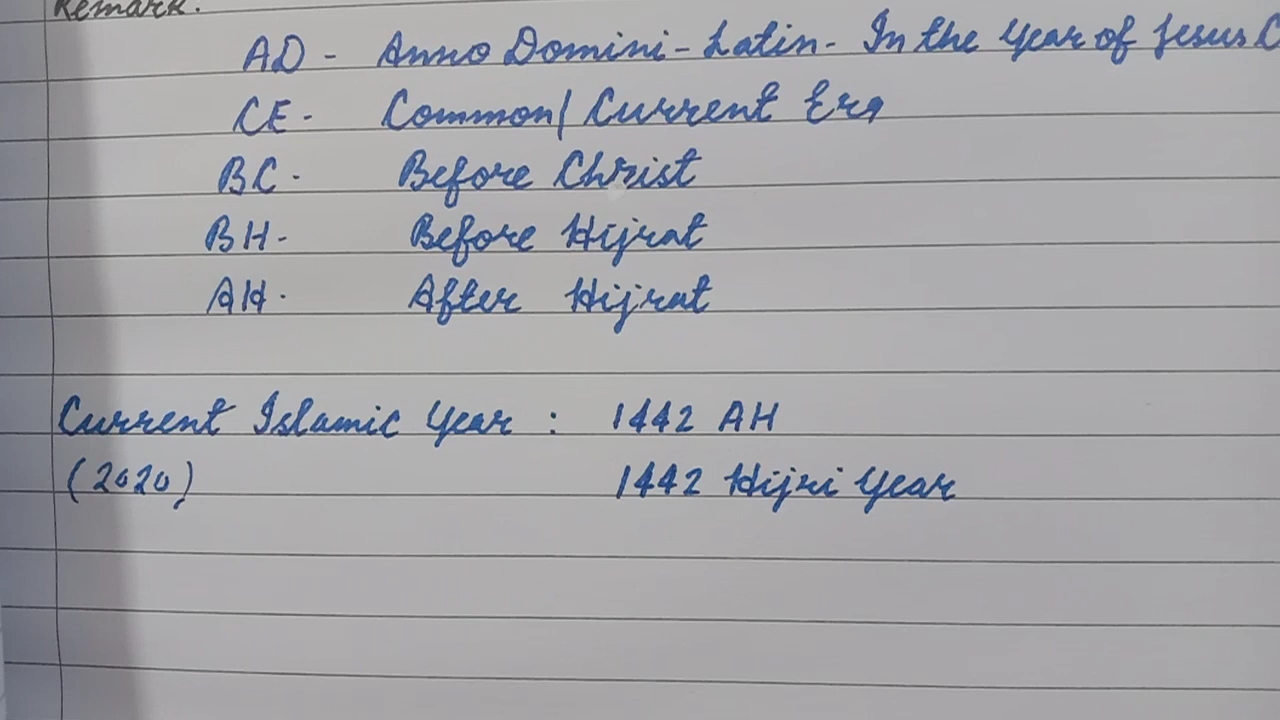 Remark.
AD - Anno Domini - Latin - In the Year of Jesus C
CE - Common/Current Era
BC - Before Christ
BH - Before Hijrat
AH - After Hijrat
Current Islamic Year : 1442 AH
(2020) 1442 Hijri Year